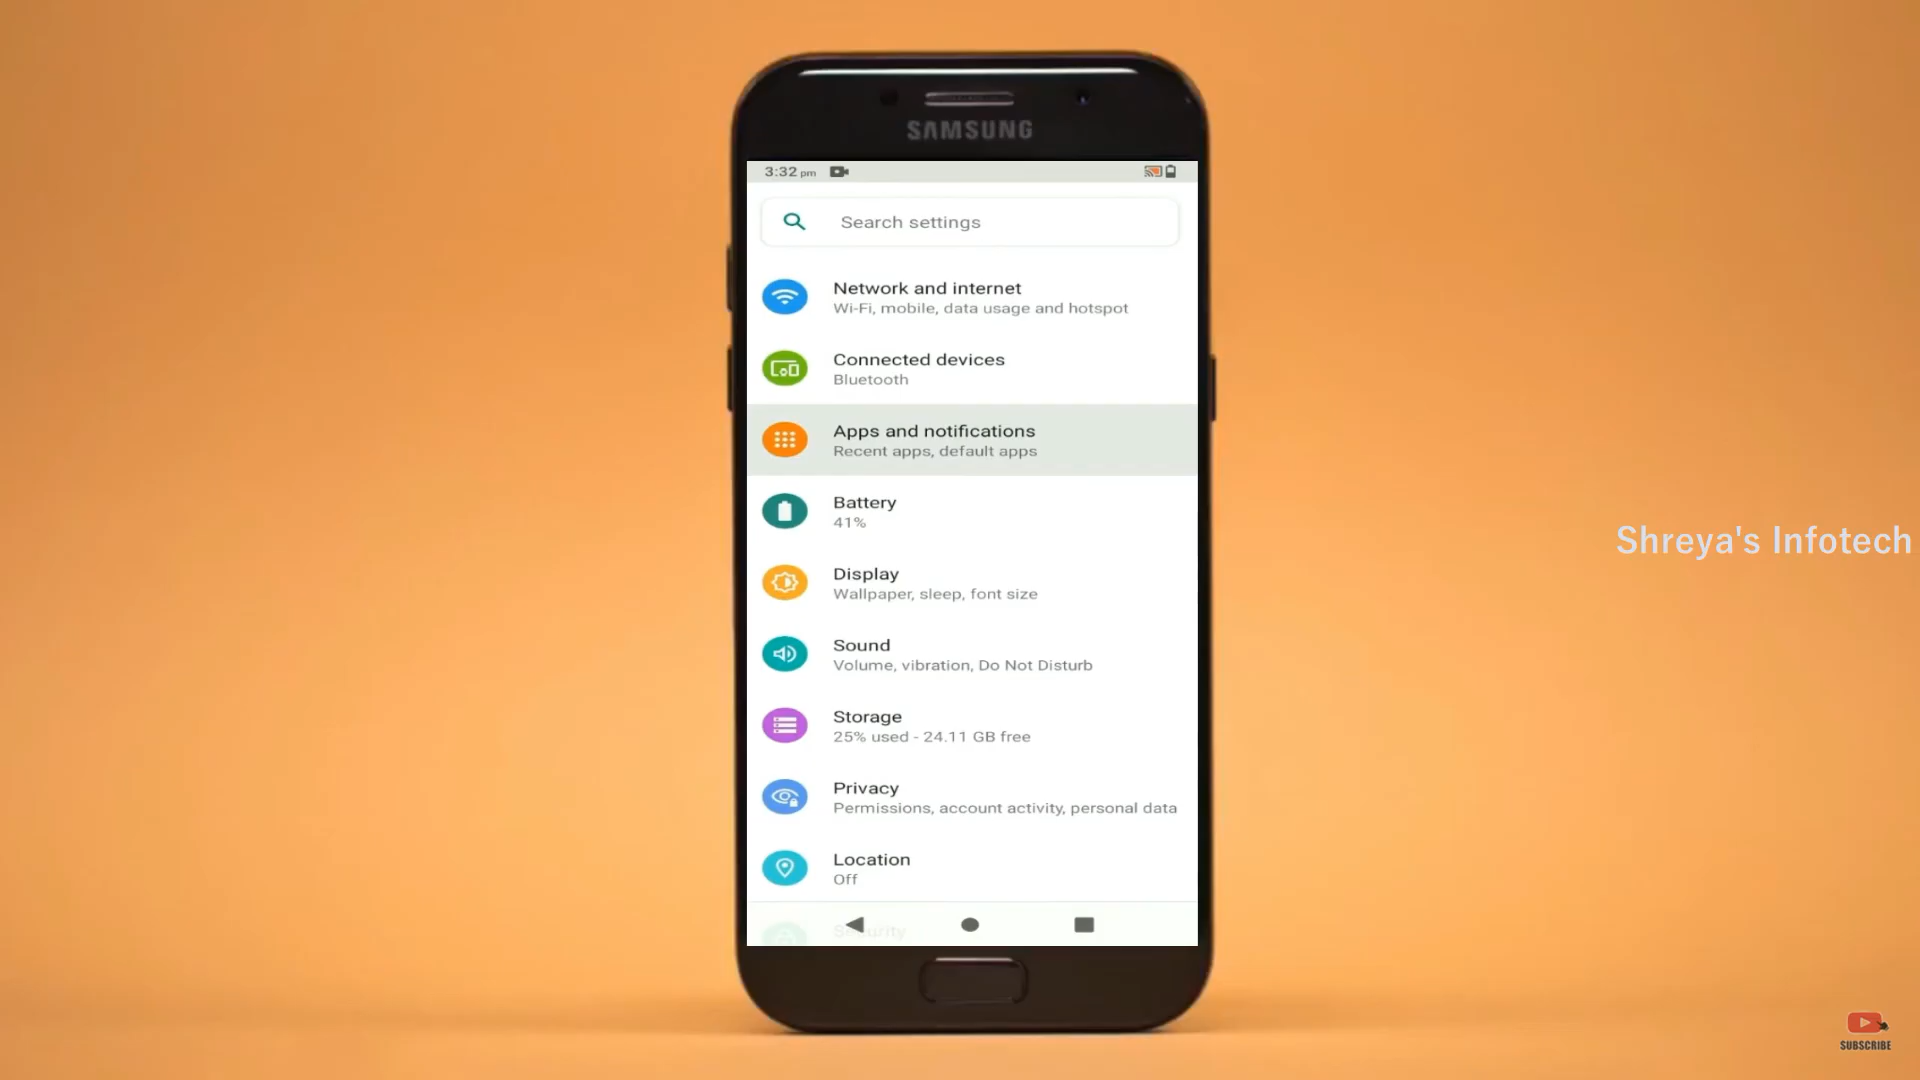 SAMSUNG
3:32 pm
Search settings
Network and internet
Wi-Fi, mobile, data usage and hotspot
Connected devices
Bluetooth
Apps and notifications
Recent apps, default apps
Battery
41%
Display
Wallpaper, sleep, font size
Sound
Volume, vibration, Do Not Disturb
Storage
25% used - 24.11 GB free
Privacy
Permissions, account activity, personal data
Location
Off
Security
Shreya's Infotech
SUBSCRIBE